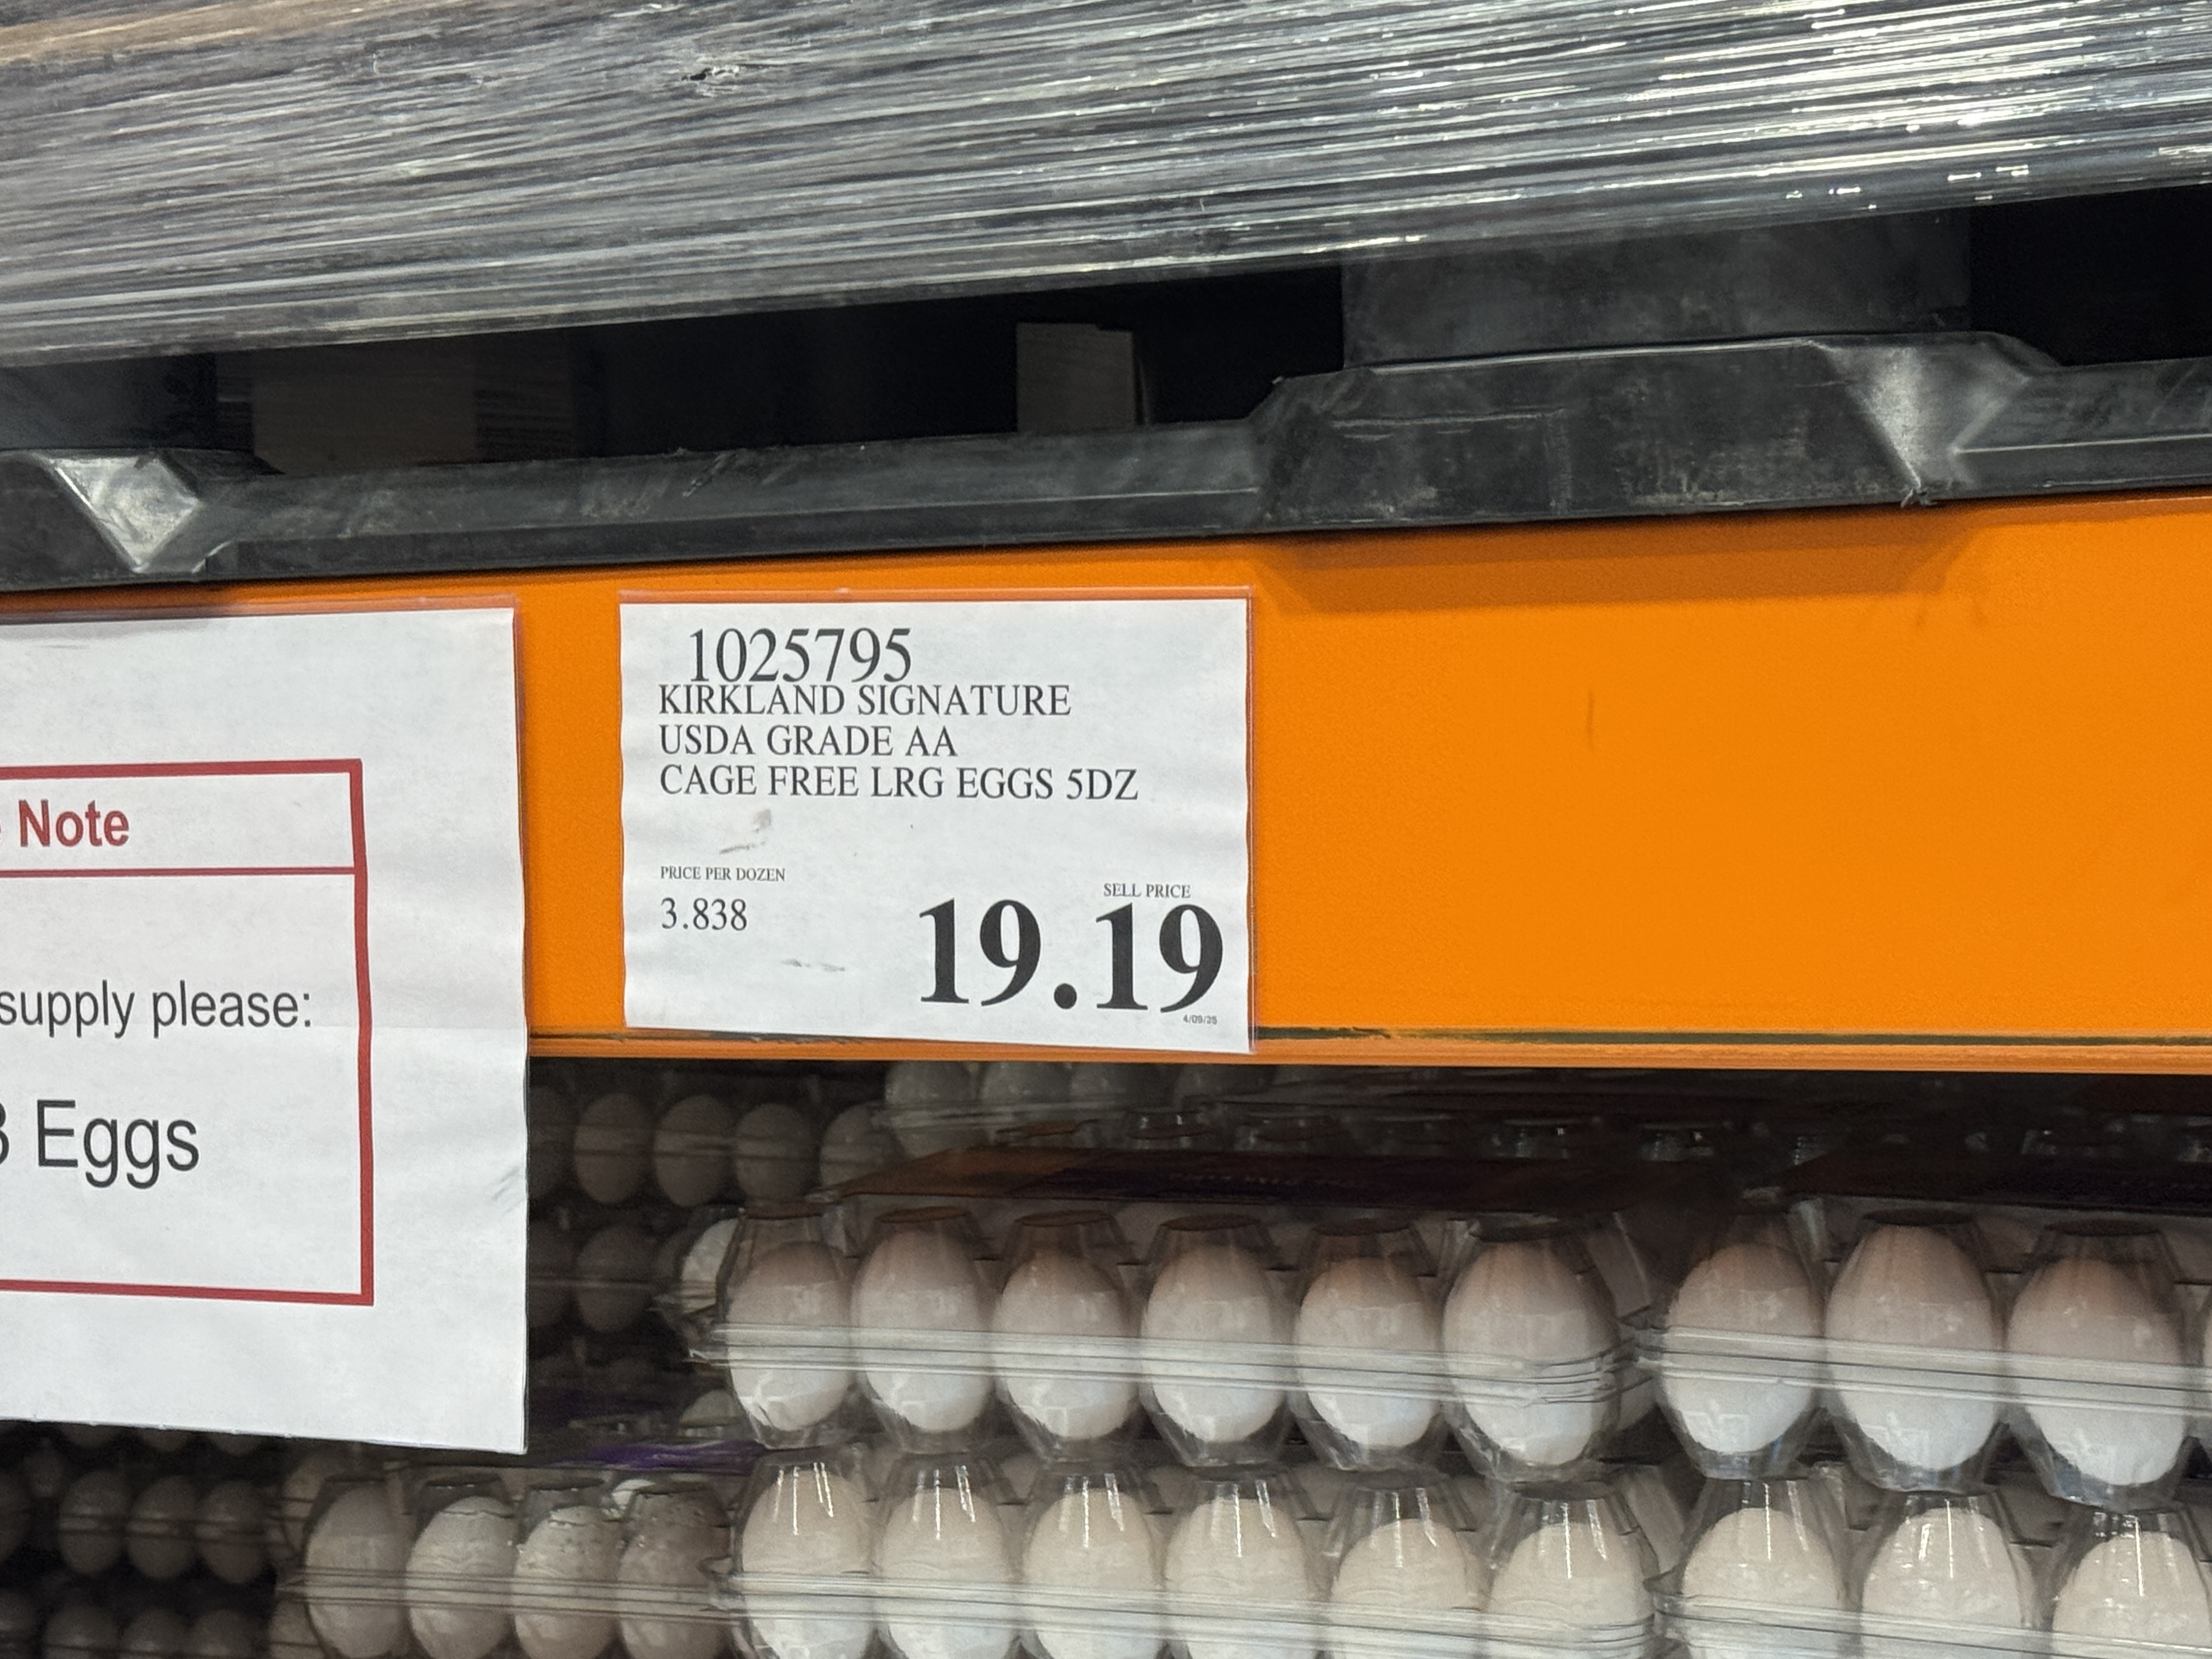 Note
supply please:
Eggs
1025795
KIRKLAND SIGNATURE
USDA GRADE AA
CAGE FREE LRG EGGS 5DZ
PRICE PER DOZEN
3.838
SELL PRICE
19.19
4/09/25